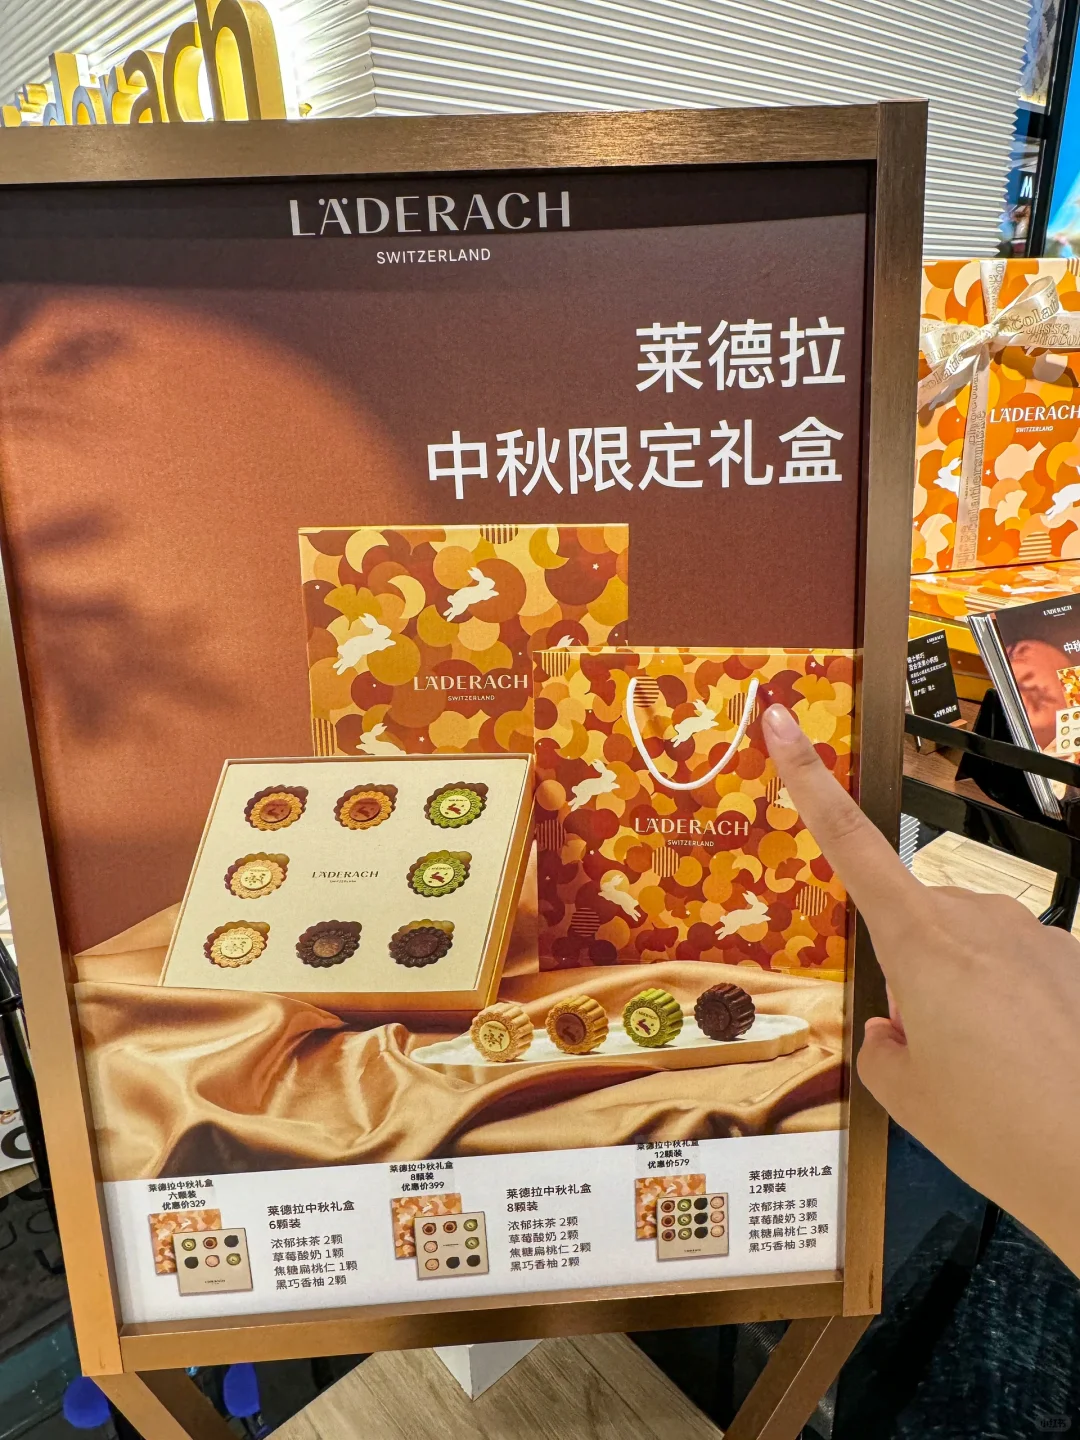 LÄDERACH
SWITZERLAND
莱德拉
中秋限定礼盒
LÄDERACH
SWITZERLAND
LÄDERACH
SWITZERLAND
LÄDERACH
SWITZERLAND
LÄDERACH
莱德拉中秋礼盒
六颗装
优惠价329
莱德拉中秋礼盒
6颗装
浓郁抹茶 2颗
草莓酸奶 1颗
焦糖扁桃仁 1颗
黑巧香柚 2颗
莱德拉中秋礼盒
8颗装
优惠价399
莱德拉中秋礼盒
8颗装
浓郁抹茶 2颗
草莓酸奶 2颗
焦糖扁桃仁 2颗
黑巧香柚 2颗
莱德拉中秋礼盒
12颗装
优惠价579
莱德拉中秋礼盒
12颗装
浓郁抹茶 3颗
草莓酸奶 3颗
焦糖扁桃仁 3颗
黑巧香柚 3颗
LÄDERACH
LÄDERACH
¥299.00/盒
小红书